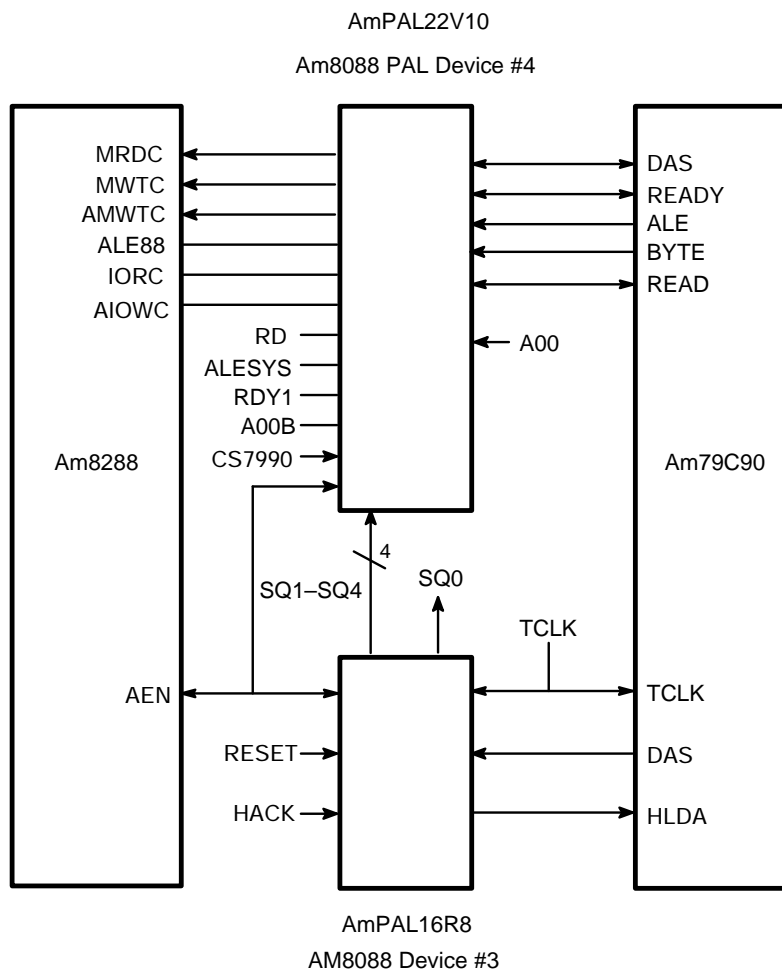 AmPAL22V10
Am8088 PAL Device #4
MRDC
MWTC
AMWTC
ALE88
IORC
AIOWC
RD
ALESYS
RDY1
A00B
CS7990
Am8288
DAS
READY
ALE
BYTE
READ
A00
Am79C90
4
SQ1–SQ4
SQ0
TCLK
AEN
RESET
HACK
TCLK
DAS
HLDA
AmPAL16R8
AM8088 Device #3